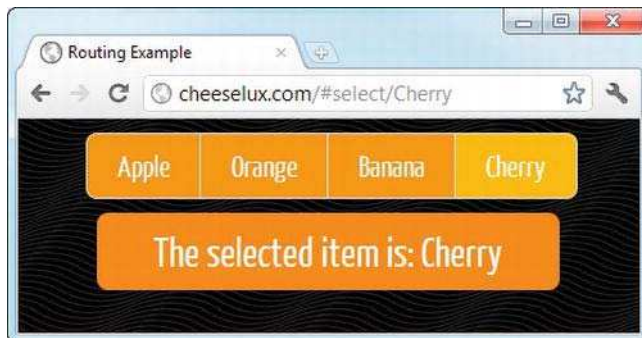 Routing Example
cheeselux.com/#select/Cherry
Apple Orange Banana Cherry
The selected item is: Cherry